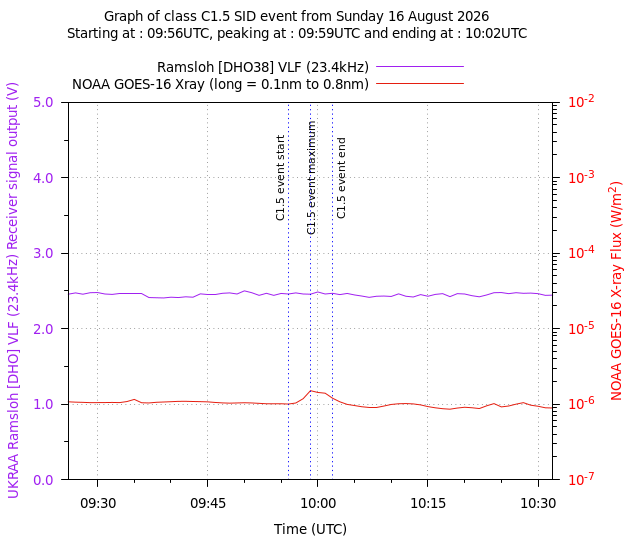 Graph of class C1.5 SID event from Sunday 16 August 2026
Starting at : 09:56UTC, peaking at : 09:59UTC and ending at : 10:02UTC
Ramsloh [DHO38] VLF (23.4kHz)
NOAA GOES-16 Xray (long = 0.1nm to 0.8nm)
UKRAA Ramsloh [DHO] VLF (23.4kHz) Receiver signal output (V)
5.0
4.0
3.0
2.0
1.0
0.0
C1.5 event start
C1.5 event maximum
C1.5 event end
10-2
10-3
10-4
10-5
10-6
10-7
NOAA GOES-16 X-ray Flux (W/m2)
09:30 09:45 10:00 10:15 10:30
Time (UTC)